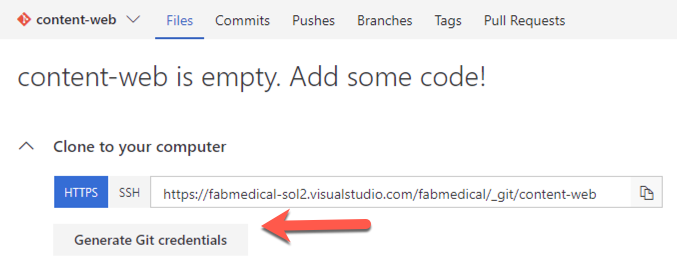 content-web Files Commits Pushes Branches Tags Pull Requests
content-web is empty. Add some code!
Clone to your computer
HTTPS SSH https://fabmedical-sol2.visualstudio.com/fabmedical/_git/content-web
Generate Git credentials